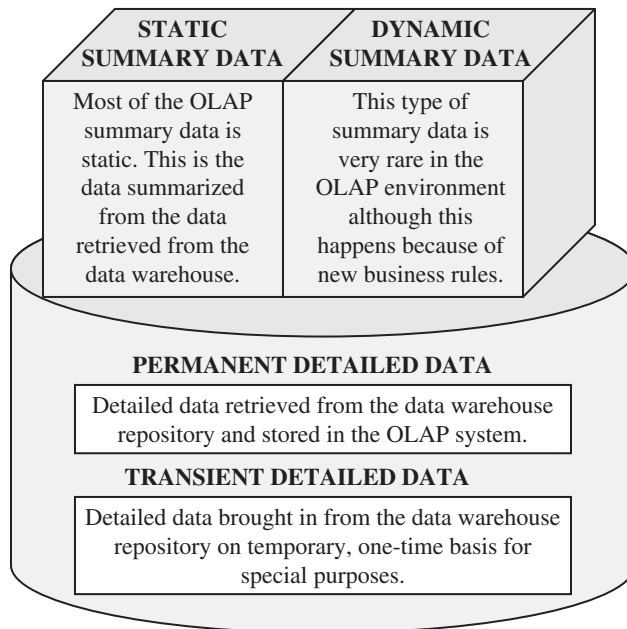 STATIC
SUMMARY DATA
Most of the OLAP
summary data is
static. This is the
data summarized
from the data
retrieved from the
data warehouse.
DYNAMIC
SUMMARY DATA
This type of
summary data is
very rare in the
OLAP environment
although this
happens because of
new business rules.
PERMANENT DETAILED DATA
Detailed data retrieved from the data warehouse
repository and stored in the OLAP system.
TRANSIENT DETAILED DATA
Detailed data brought in from the data warehouse
repository on temporary, one-time basis for
special purposes.